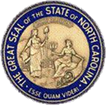 THE GREAT SEAL OF THE STATE OF NORTH CAROLINA
ESSE QUAM VIDERI